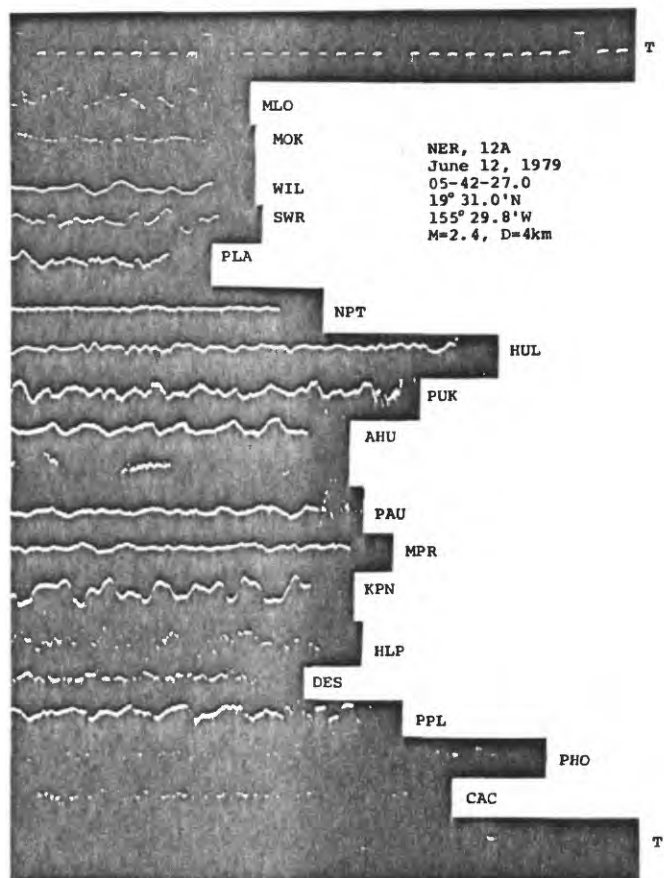 T
MLO
MOK
NER, 12A
June 12, 1979
05-42-27.0
19° 31.0'N
155° 29.8'W
M=2.4, D=4km
WIL
SWR
PLA
NPT
HUL
PUK
AHU
PAU
MPR
KPN
HLP
DES
PPL
PHO
CAC
T